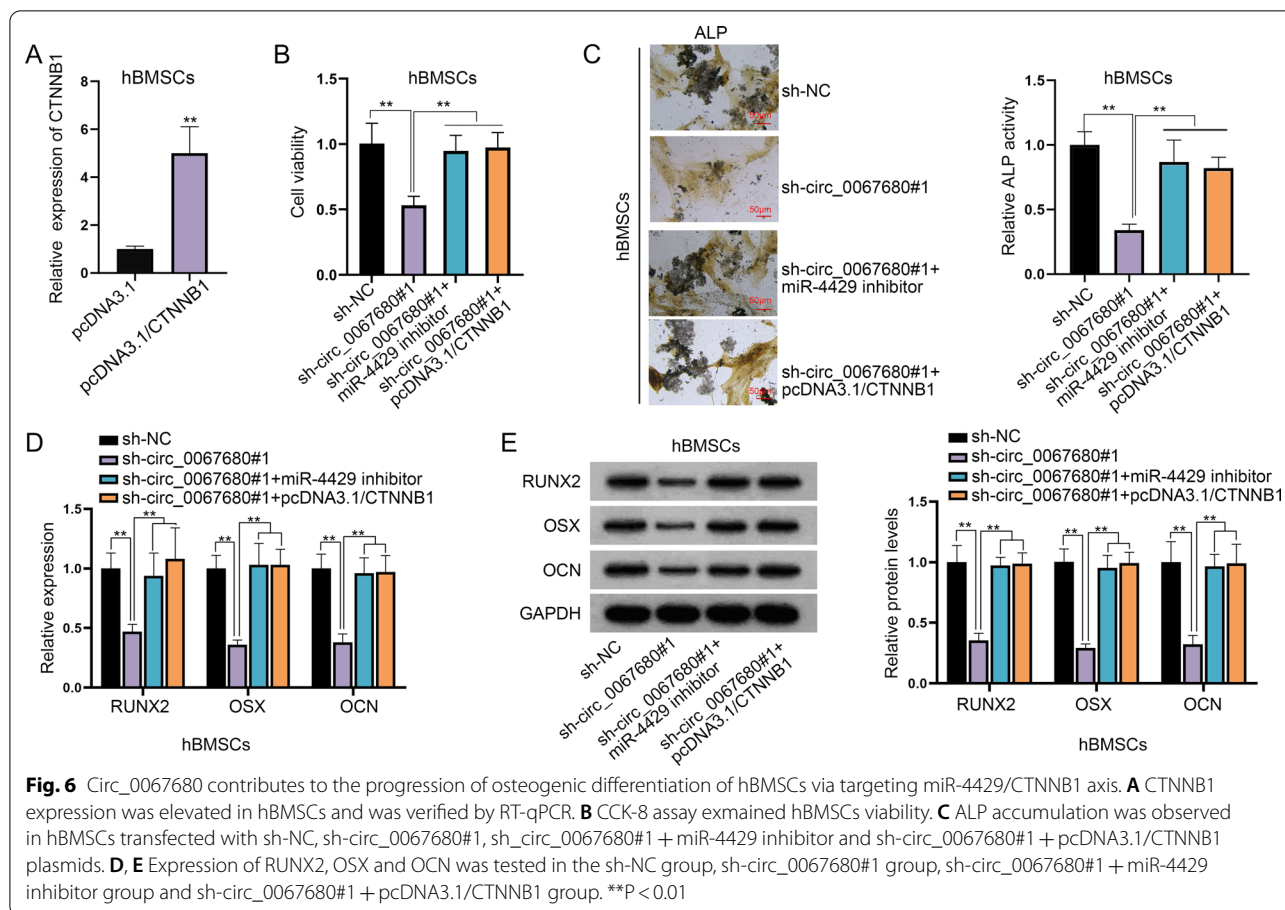 A
hBMSCs
Relative expression of CTNNB1
8
6
4
2
0
**
pcDNA3.1
pcDNA3.1/CTNNB1
B
hBMSCs
Cell viability
1.5
1.0
0.5
0.0
**
**
sh-NC
sh-circ_0067680#1
sh-circ_0067680#1+
miR-4429 inhibitor
sh-circ_0067680#1+
pcDNA3.1/CTNNB1
C
ALP
hBMSCs
50μm
sh-NC
50μm
sh-circ_0067680#1
50μm
sh-circ_0067680#1+
miR-4429 inhibitor
50μm
sh-circ_0067680#1+
pcDNA3.1/CTNNB1
hBMSCs
Relative ALP activity
1.5
1.0
0.5
0.0
**
**
sh-NC
sh-circ_0067680#1
sh-circ_0067680#1+
miR-4429 inhibitor
sh-circ_0067680#1+
pcDNA3.1/CTNNB1
D
sh-NC
sh-circ_0067680#1
sh-circ_0067680#1+miR-4429 inhibitor
sh-circ_0067680#1+pcDNA3.1/CTNNB1
Relative expression
1.5
1.0
0.5
0.0
**
**
**
**
**
**
RUNX2
OSX
OCN
hBMSCs
E
hBMSCs
RUNX2
OSX
OCN
GAPDH
sh-NC
sh-circ_0067680#1
sh-circ_0067680#1+
miR-4429 inhibitor
sh-circ_0067680#1+
pcDNA3.1/CTNNB1
sh-NC
sh-circ_0067680#1
sh-circ_0067680#1+miR-4429 inhibitor
sh-circ_0067680#1+pcDNA3.1/CTNNB1
Relative protein levels
1.5
1.0
0.5
0.0
**
**
**
**
**
**
RUNX2
OSX
OCN
hBMSCs
Fig. 6 Circ_0067680 contributes to the progression of osteogenic differentiation of hBMSCs via targeting miR-4429/CTNNB1 axis. A CTNNB1
expression was elevated in hBMSCs and was verified by RT-qPCR. B CCK-8 assay exmained hBMSCs viability. C ALP accumulation was observed
in hBMSCs transfected with sh-NC, sh-circ_0067680#1, sh_circ_0067680#1 + miR-4429 inhibitor and sh-circ_0067680#1 + pcDNA3.1/CTNNB1
plasmids. D, E Expression of RUNX2, OSX and OCN was tested in the sh-NC group, sh-circ_0067680#1 group, sh-circ_0067680#1 + miR-4429
inhibitor group and sh-circ_0067680#1 + pcDNA3.1/CTNNB1 group. **P < 0.01